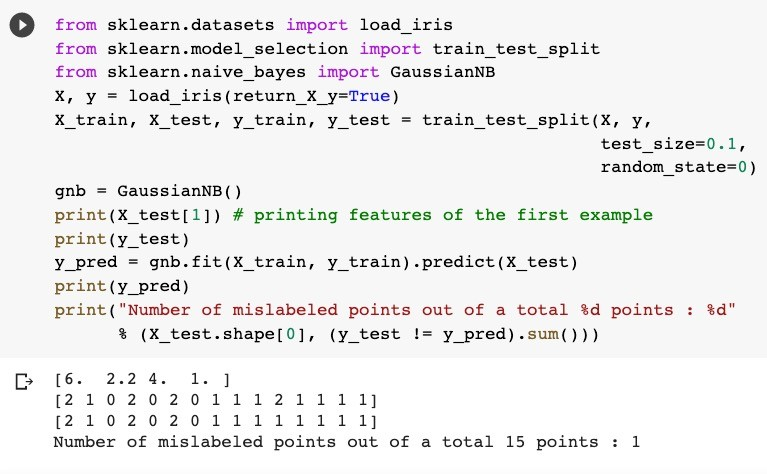 from sklearn.datasets import load_iris
from sklearn.model_selection import train_test_split
from sklearn.naive_bayes import GaussianNB
X, y = load_iris(return_X_y=True)
X_train, X_test, y_train, y_test = train_test_split(X, y,
test_size=0.1,
random_state=0)
gnb = GaussianNB()
print(X_test[1]) # printing features of the first example
print(y_test)
y_pred = gnb.fit(X_train, y_train).predict(X_test)
print(y_pred)
print("Number of mislabeled points out of a total %d points : %d"
% (X_test.shape[0], (y_test != y_pred).sum()))
[6. 2.2 4. 1. ]
[2 1 0 2 0 2 0 1 1 1 2 1 1 1 1]
[2 1 0 2 0 2 0 1 1 1 1 1 1 1 1]
Number of mislabeled points out of a total 15 points : 1